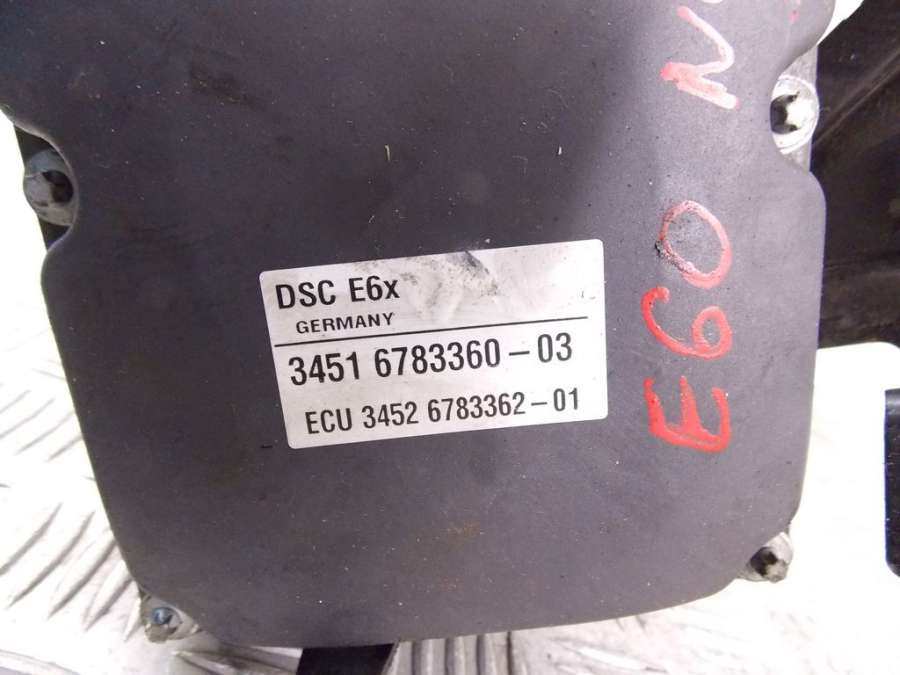 DSC E6x
GERMANY
3451 6783360-03
ECU 3452 6783362-01
E60